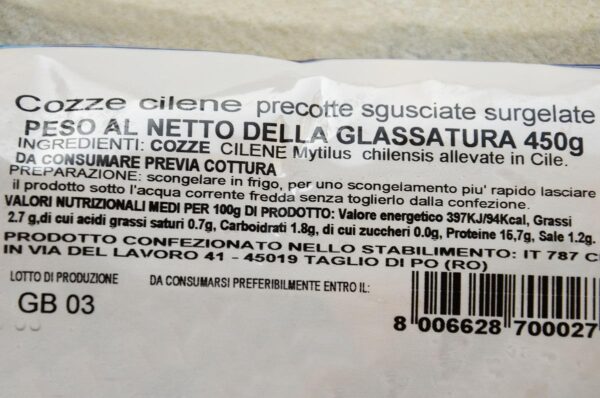 Cozze cilene precotte sgusciate surgelate
PESO AL NETTO DELLA GLASSATURA 450g
INGREDIENTI: COZZE CILENE Mytilus chilensis allevate in Cile.
DA CONSUMARE PREVIA COTTURA
PREPARAZIONE: scongelare in frigo, per uno scongelamento piu' rapido lasciare
il prodotto sotto l'acqua corrente fredda senza toglierlo dalla confezione.
VALORI NUTRIZIONALI MEDI PER 100g DI PRODOTTO: Valore energetico 397KJ/94Kcal, Grassi
2.7 g,di cui acidi grassi saturi 0.7g, Carboidrati 1.8g, di cui zuccheri 0.0g, Proteine 16,7g, Sale 1.2g.
PRODOTTO CONFEZIONATO NELLO STABILIMENTO: IT 787 C
IN VIA DEL LAVORO 41 - 45019 TAGLIO DI PO (RO)
LOTTO DI PRODUZIONE DA CONSUMARSI PREFERIBILMENTE ENTRO IL:
GB 03
8 006628 700027